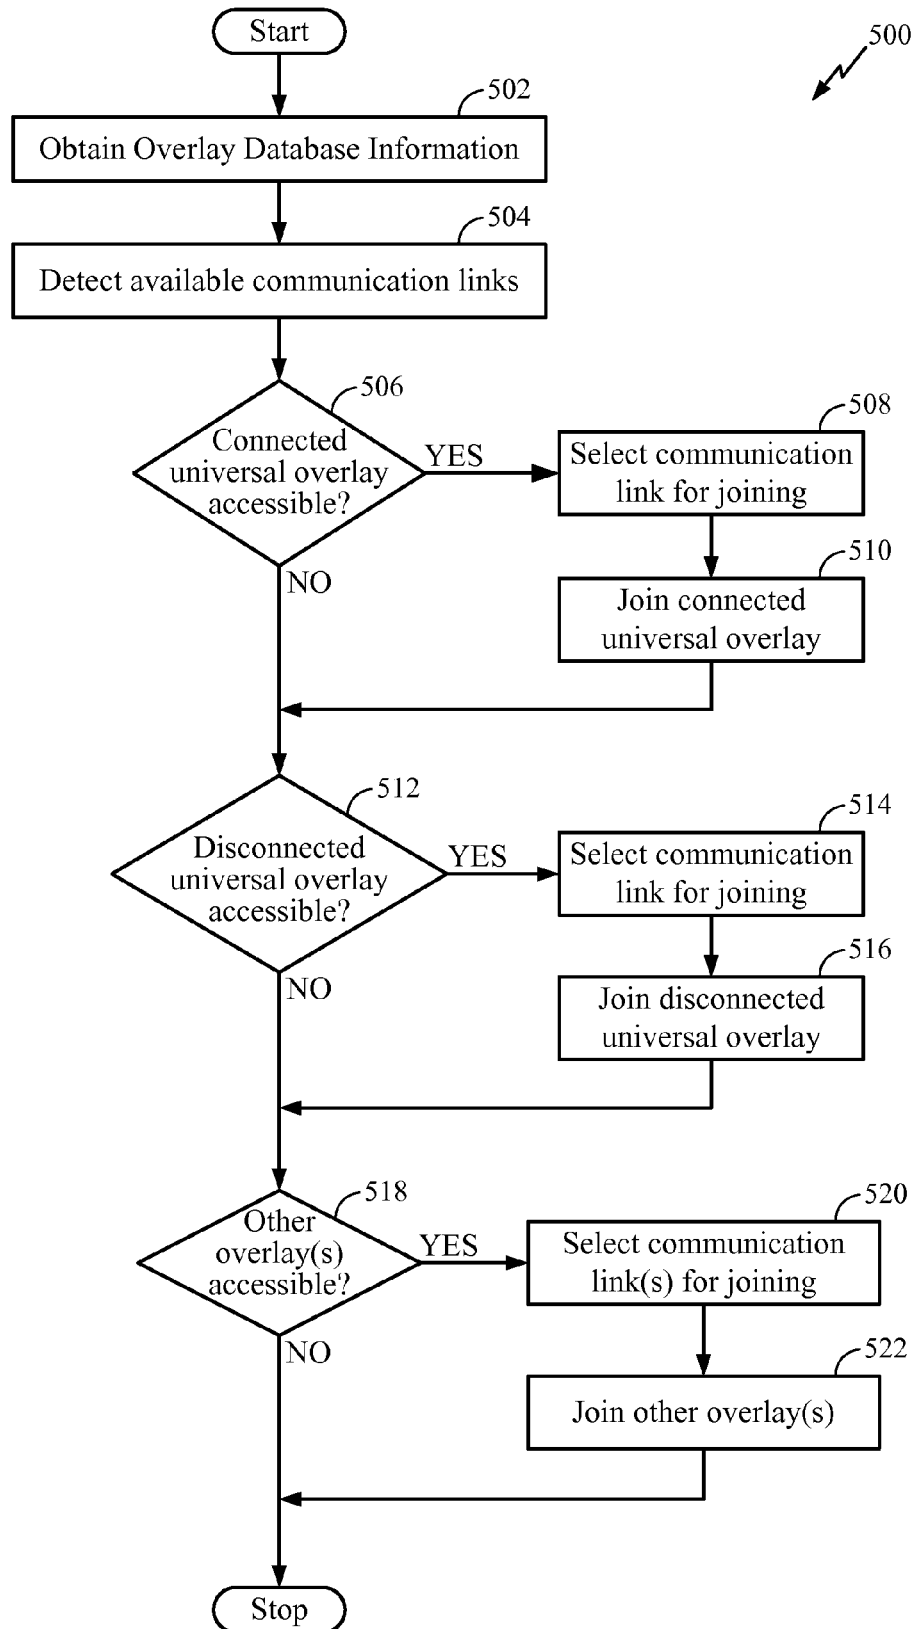 Start
500
502
Obtain Overlay Database Information
504
Detect available communication links
506
Connected
universal overlay
accessible?
YES
508
Select communication
link for joining
NO
510
Join connected
universal overlay
512
Disconnected
universal overlay
accessible?
YES
514
Select communication
link for joining
NO
516
Join disconnected
universal overlay
518
Other
overlay(s)
accessible?
YES
520
Select communication
link(s) for joining
NO
522
Join other overlay(s)
Stop